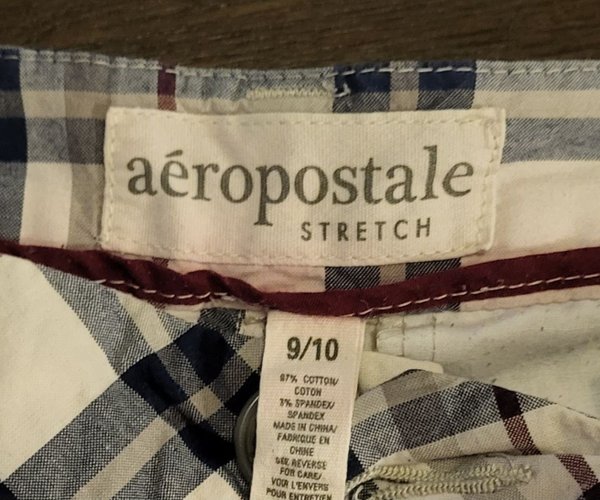 aéropostale
STRETCH
9/10
97% COTTON/
COTON
3% SPANDEX/
SPANDEX
MADE IN CHINA/
FABRIQUE EN
CHINE
SEE REVERSE
FOR CARE/
VOIR L'ENVERS
POUR ENTRETIEN